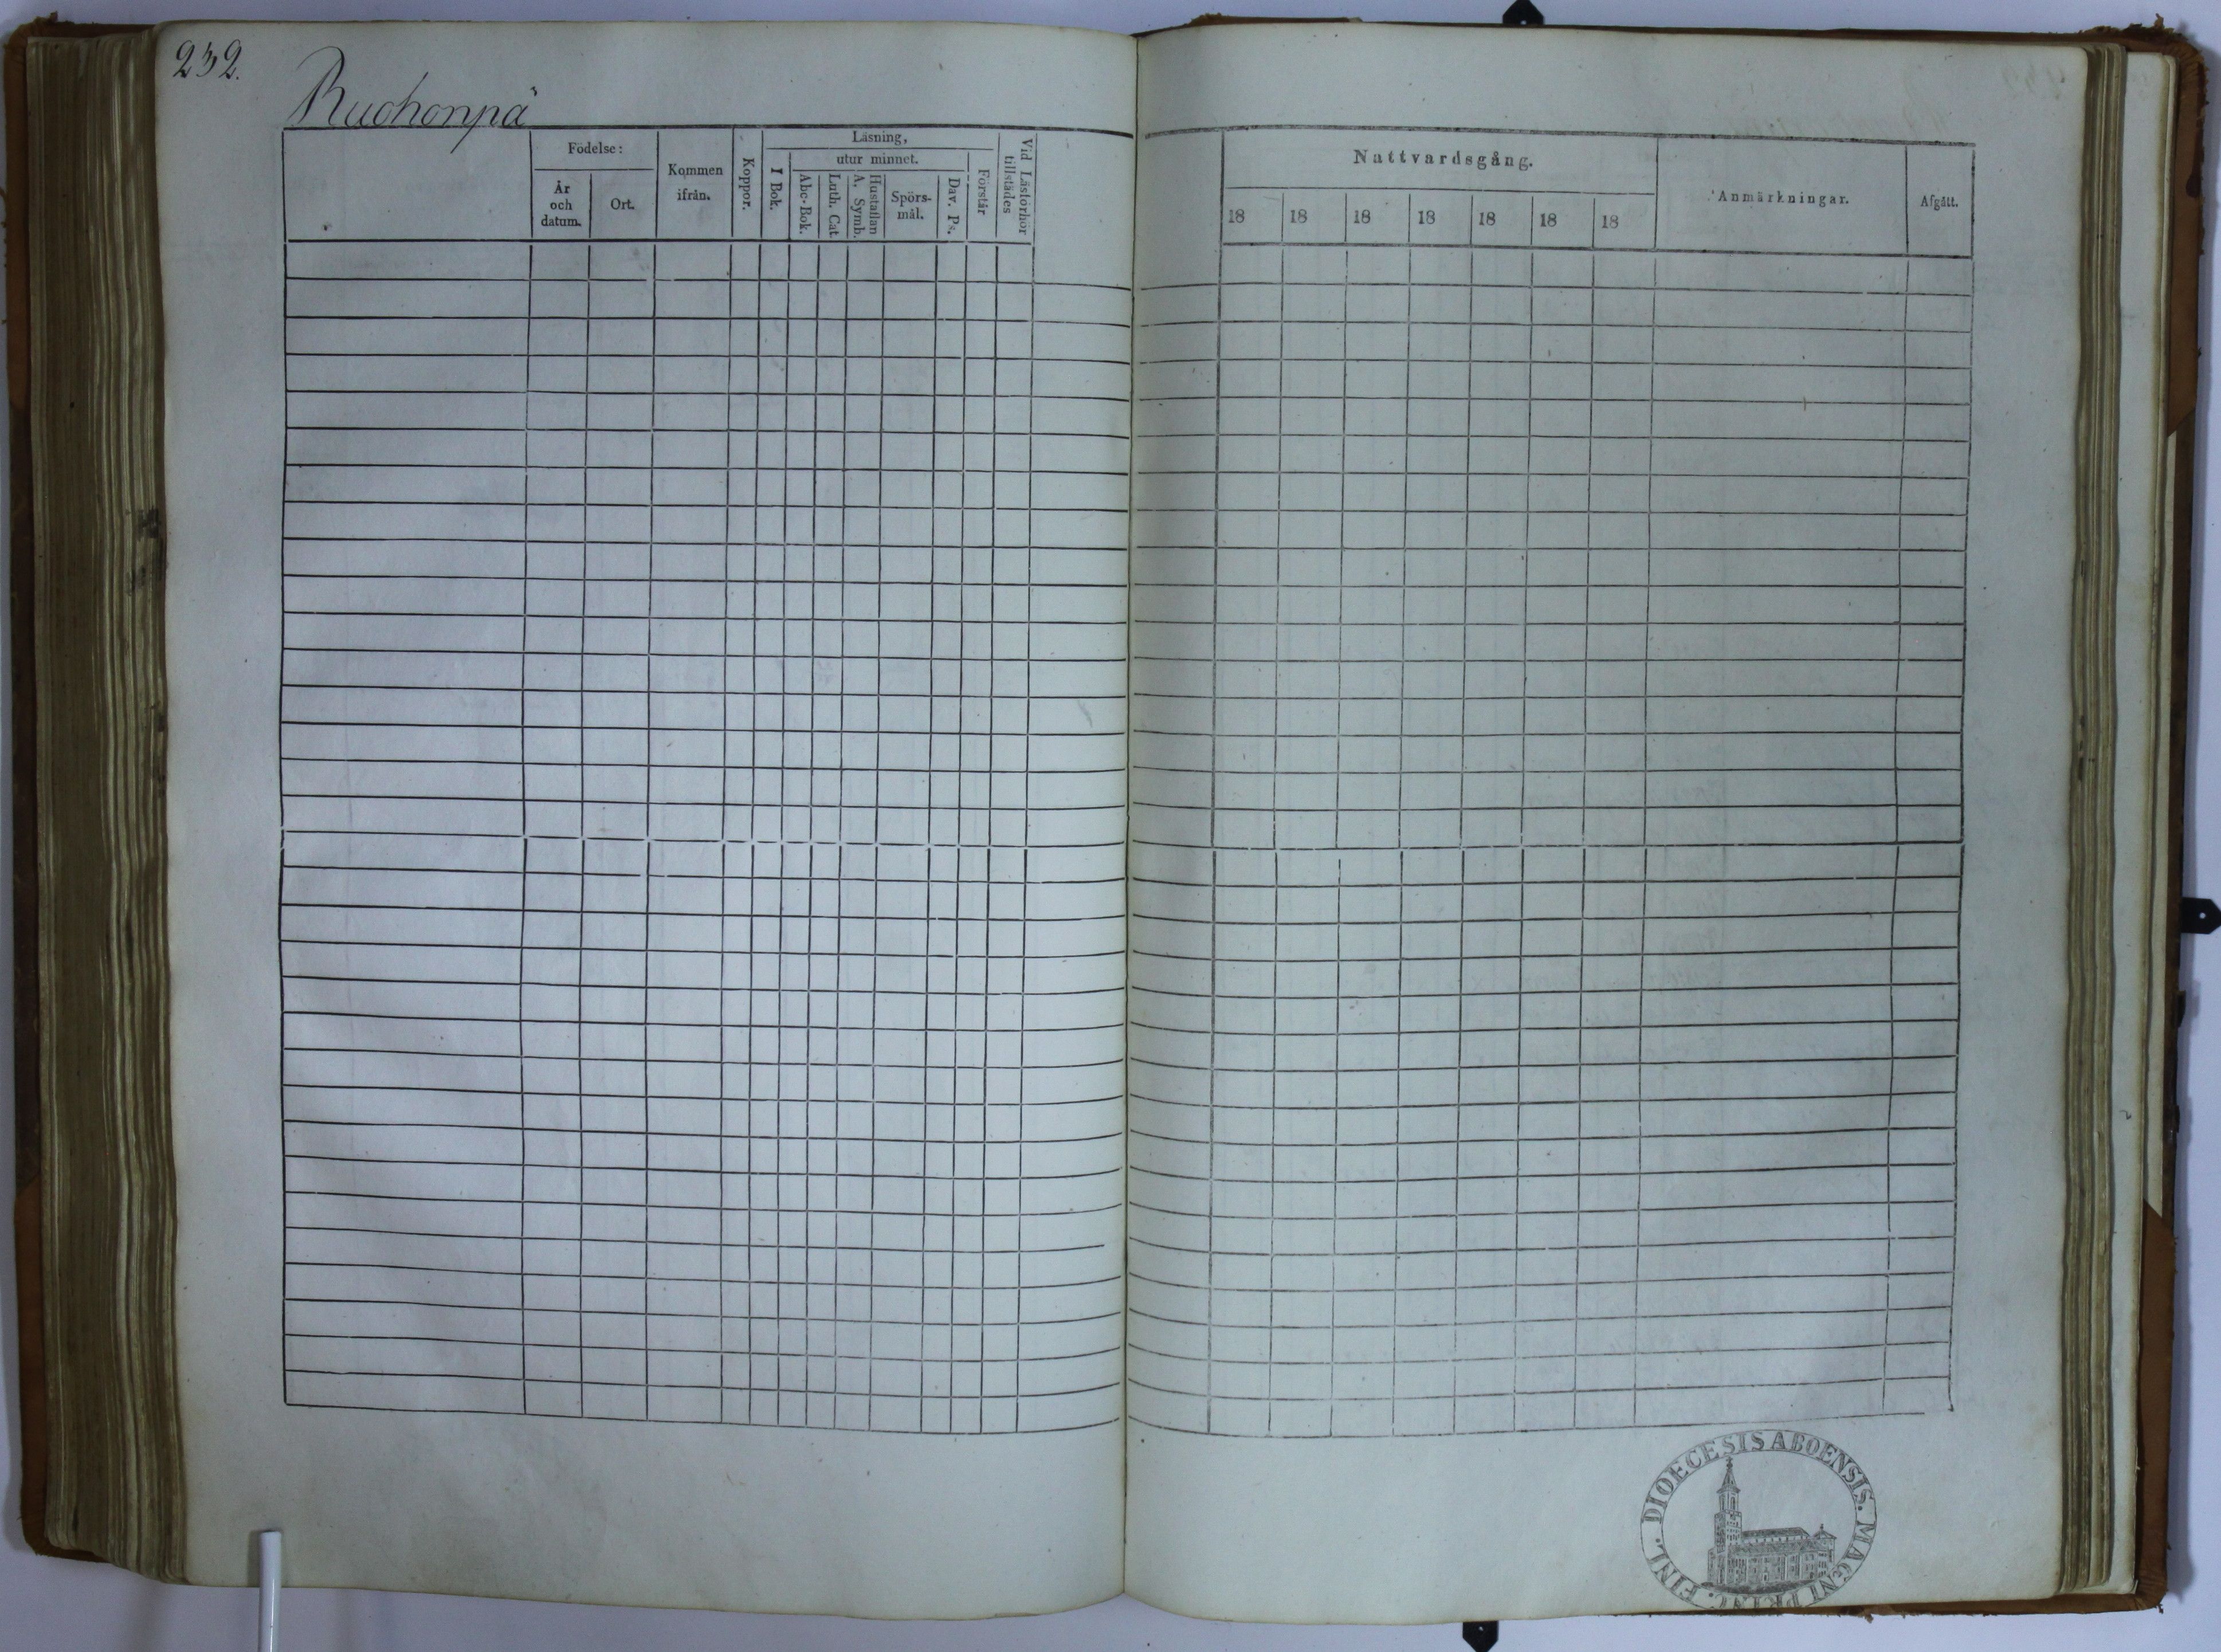 232.
Ruohonpä
Födelse:
År och datum.
Ort.
Kommen ifrån.
Koppor.
Läsning,
I Bok.
utur minnet.
Abc-Bok.
Luth. Cat.
Hustaflan A. Symb.
Spörs-mål.
Dav. Ps.
Förstår
Vid Läsförhör tillstädes
Nattvardsgång.
18 18 18 18 18 18 18
Anmärkningar.
Afgått.
DIOECESIS ABOENSIS. MAGNI PRINC. FINL.